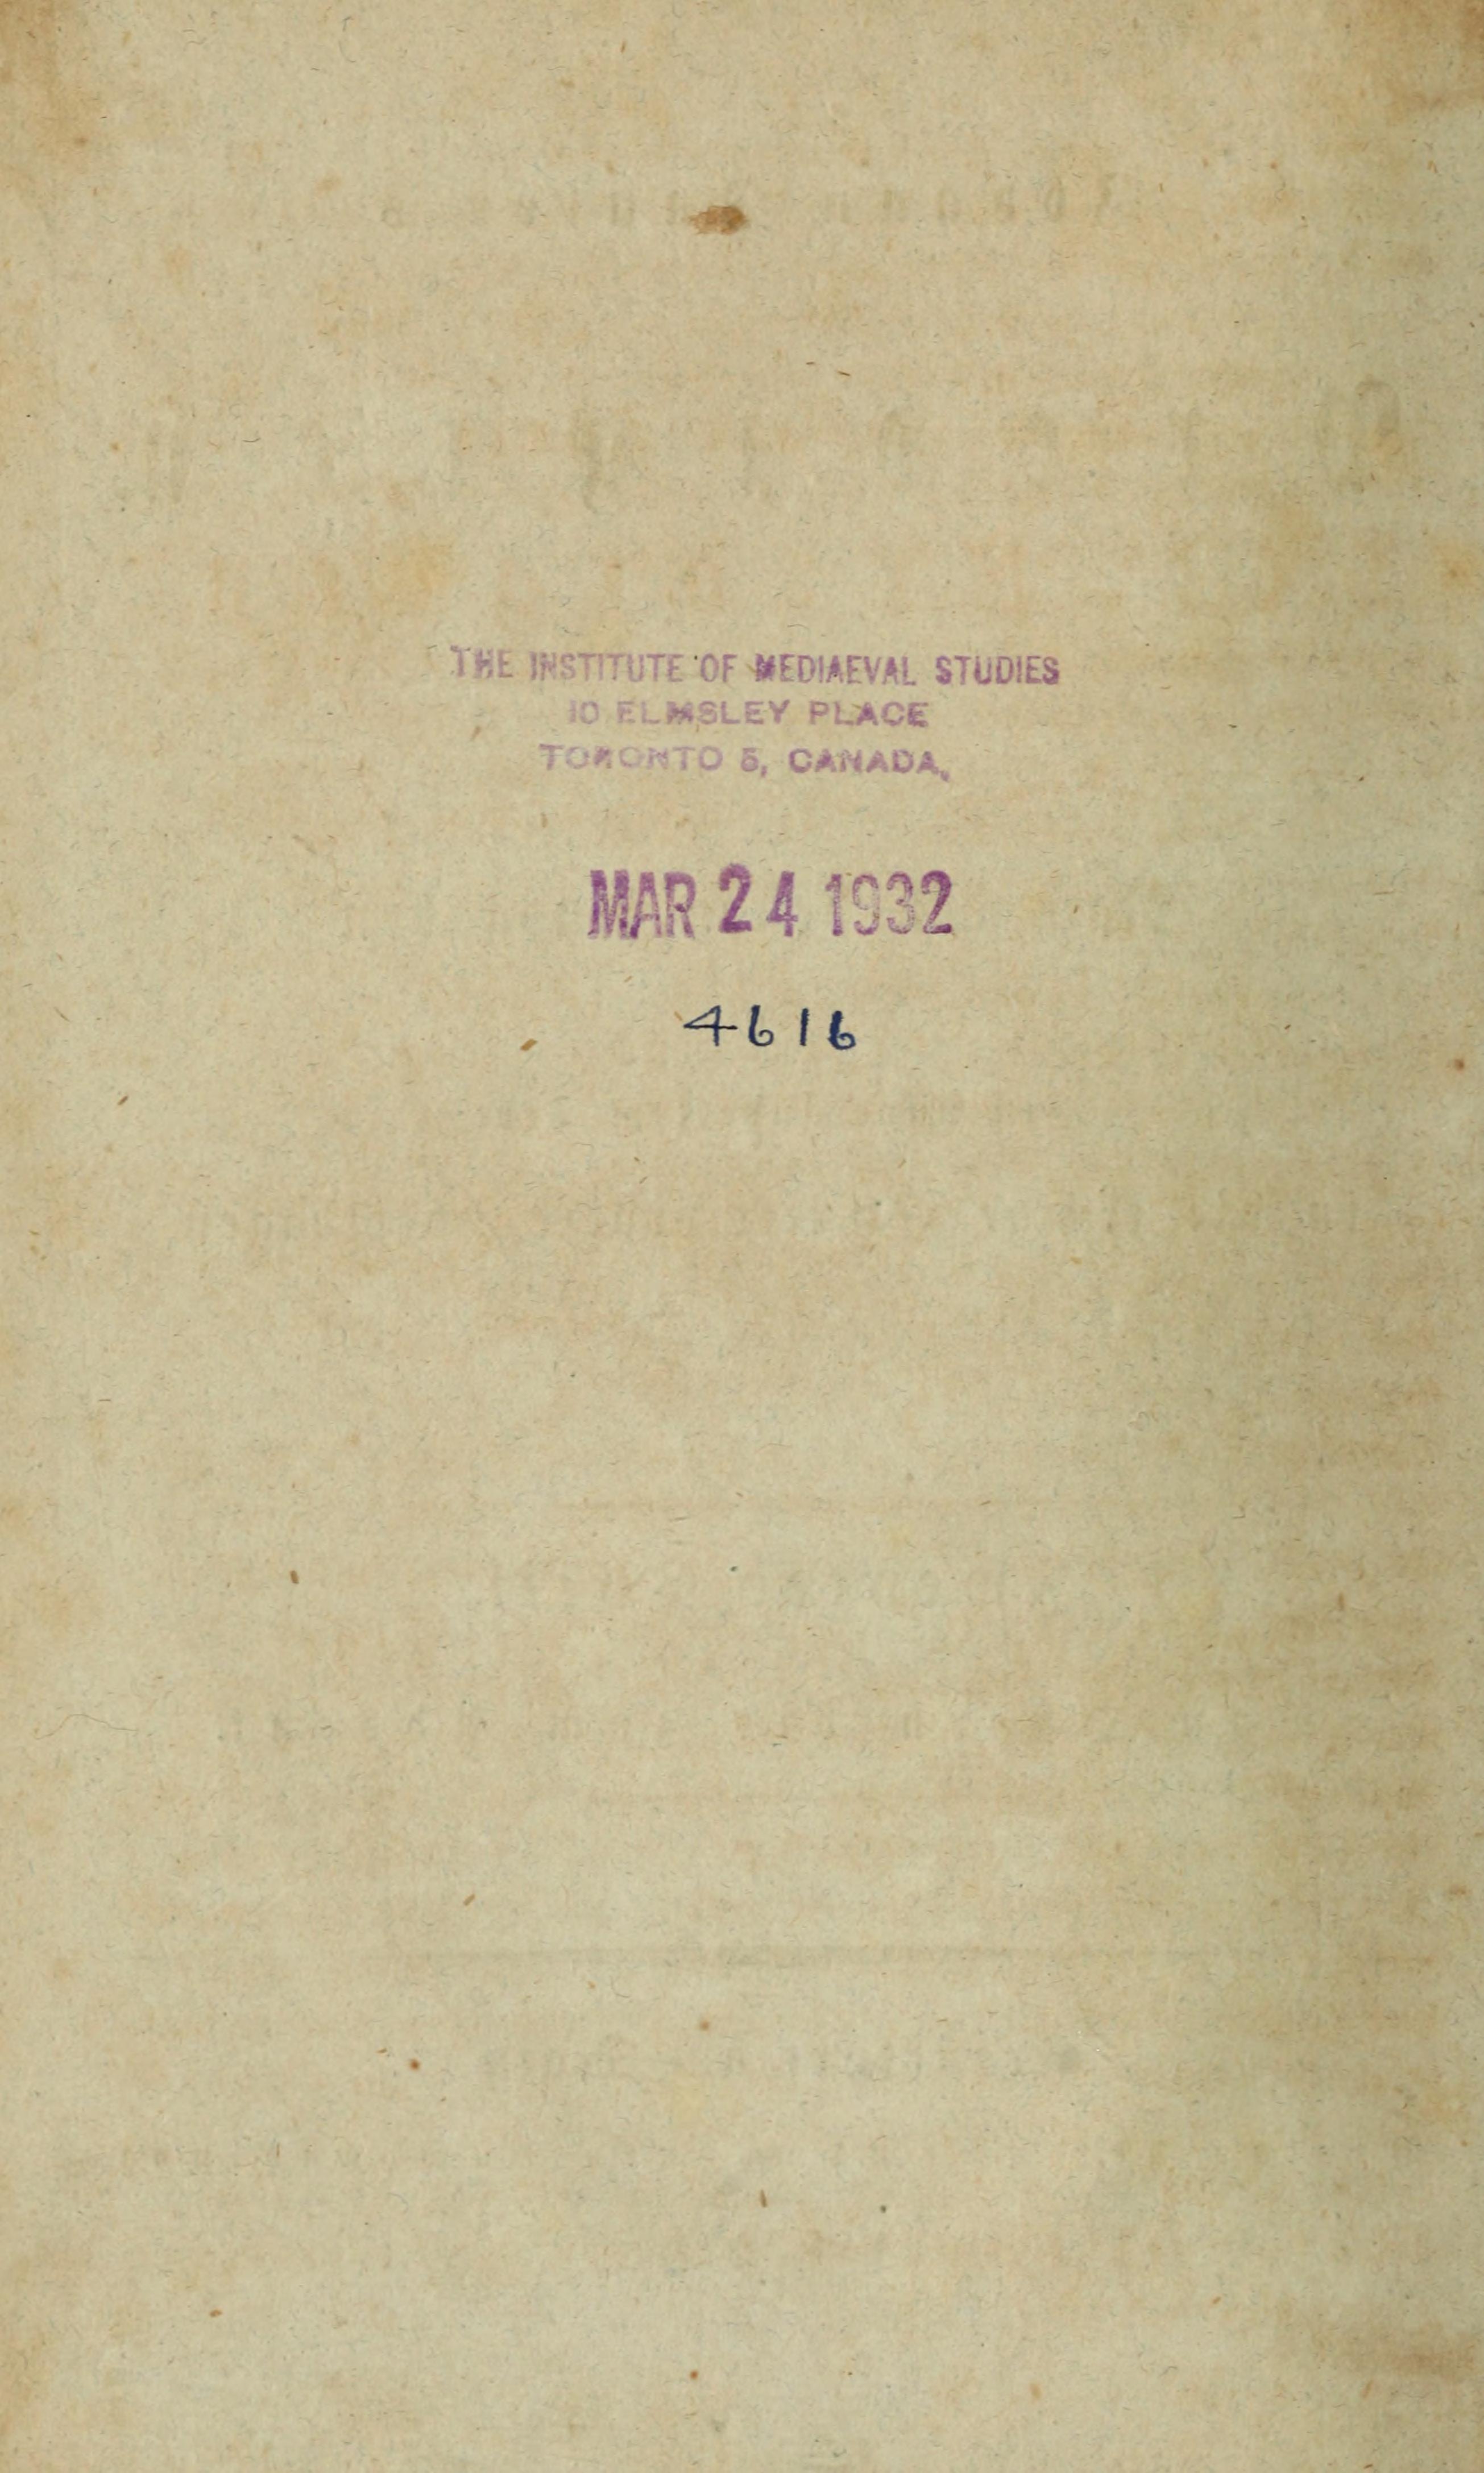 THE INSTITUTE OF MEDIAEVAL STUDIES
10 ELMSLEY PLACE
TORONTO 5, CANADA.
MAR 24 1932
4616